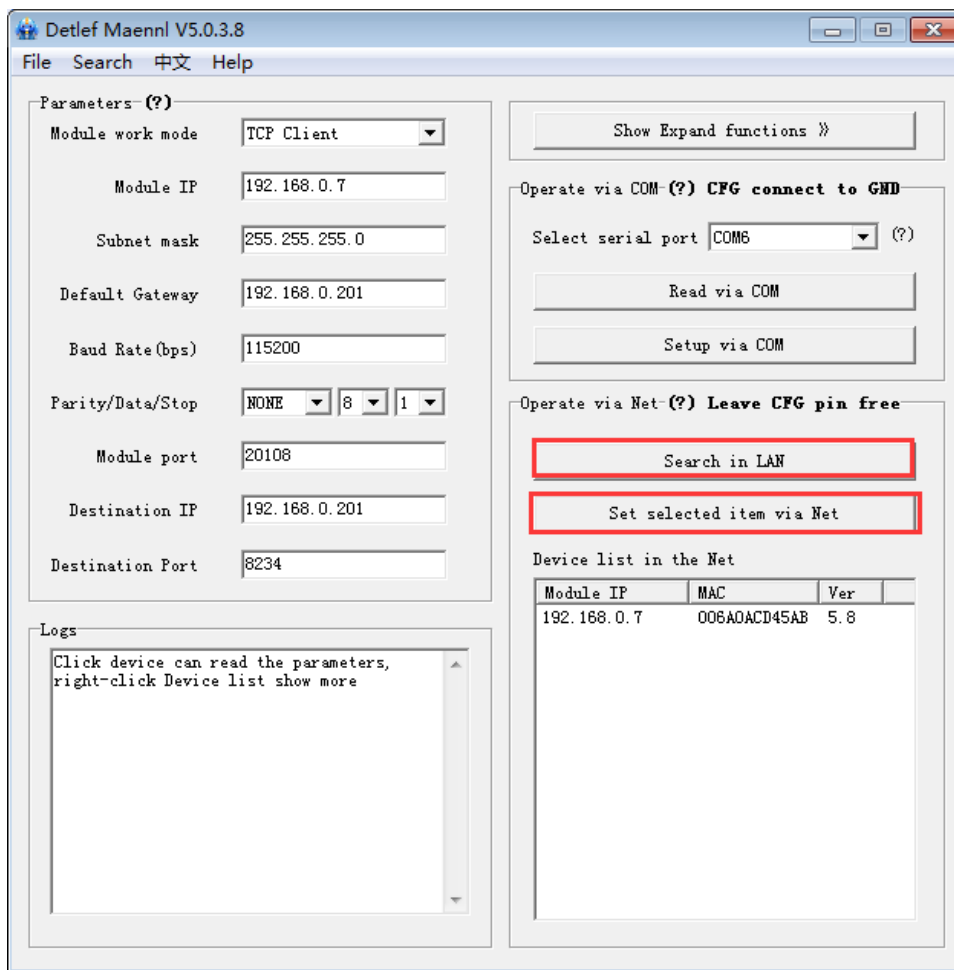 Detlef Maennl V5.0.3.8
File Search 中文 Help
Parameters (?)
Module work mode TCP Client
Module IP 192.168.0.7
Subnet mask 255.255.255.0
Default Gateway 192.168.0.201
Baud Rate(bps) 115200
Parity/Data/Stop NONE 8 1
Module port 20108
Destination IP 192.168.0.201
Destination Port 8234
Logs
Click device can read the parameters,
right-click Device list show more
Show Expand functions »
Operate via COM (?) CFG connect to GND
Select serial port COM6 (?)
Read via COM
Setup via COM
Operate via Net (?) Leave CFG pin free
Search in LAN
Set selected item via Net
Device list in the Net
Module IP MAC Ver
192.168.0.7 006A0ACD45AB 5.8